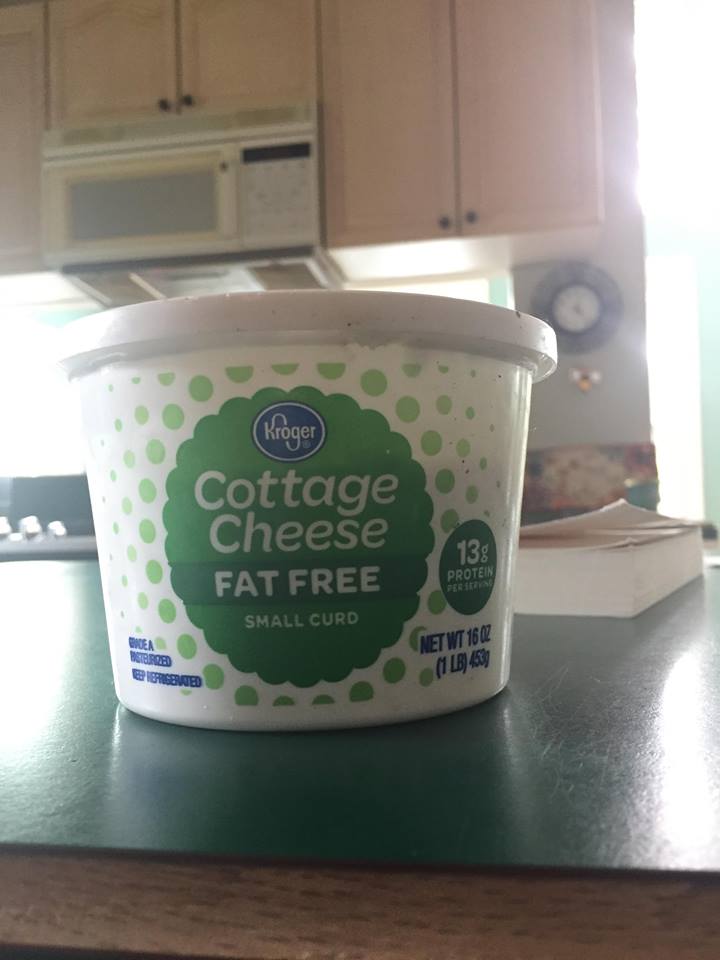 Kroger
Cottage
Cheese
FAT FREE
SMALL CURD
13g
PROTEIN
PER SERVING
GRADE A
PASTEURIZED
KEEP REFRIGERATED
NET WT 16 OZ
(1 LB) 453g